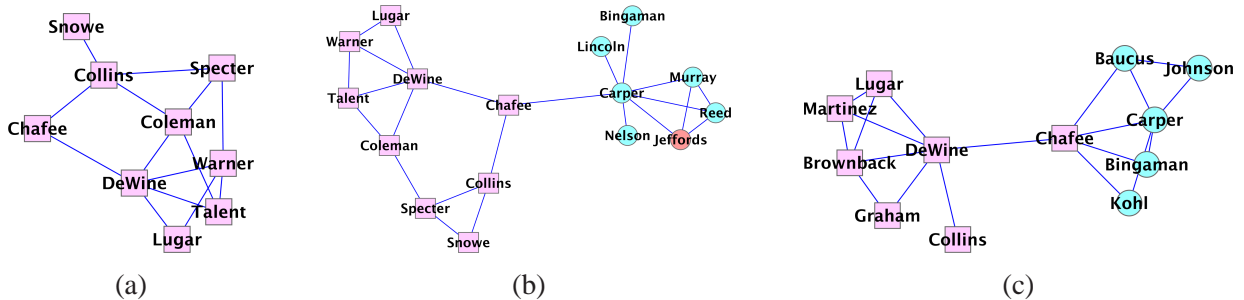 Snowe
Collins
Specter
Chafee
Coleman
Warner
DeWine
Talent
Lugar
(a)
Lugar
Bingaman
Warner
Lincoln
DeWine
Murray
Talent
Chafee
Carper
Reed
Nelson
Jeffords
Coleman
Collins
Specter
Snowe
(b)
Baucus
Johnson
Lugar
Martinez
Carper
Chafee
DeWine
Brownback
Bingaman
Kohl
Graham
Collins
(c)